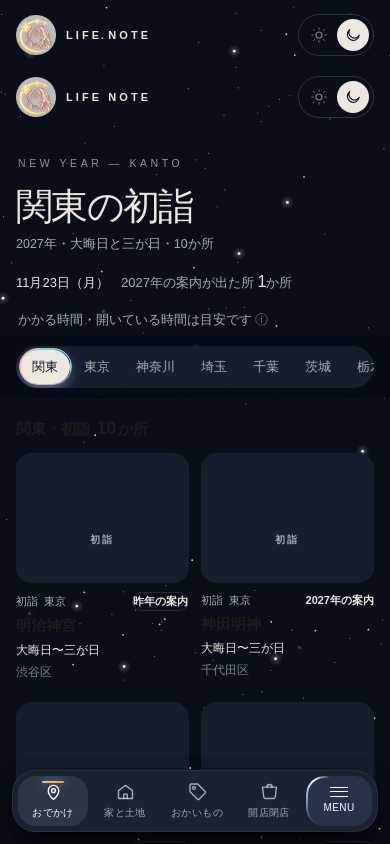 LIFE.NOTE
LIFE NOTE
NEW YEAR — KANTO
関東の初詣
2027年・大晦日と三が日・10か所
11月23日（月） 2027年の案内が出た所 1か所
かかる時間・開いている時間は目安です ⓘ
関東 東京 神奈川 埼玉 千葉 茨城 栃
関東・初詣 10か所
初詣 初詣
初詣 東京 昨年の案内
明治神宮
大晦日〜三が日
渋谷区
初詣 東京 2027年の案内
神田明神
大晦日〜三が日
千代田区
おでかけ 家と土地 おかいもの 開店閉店 MENU